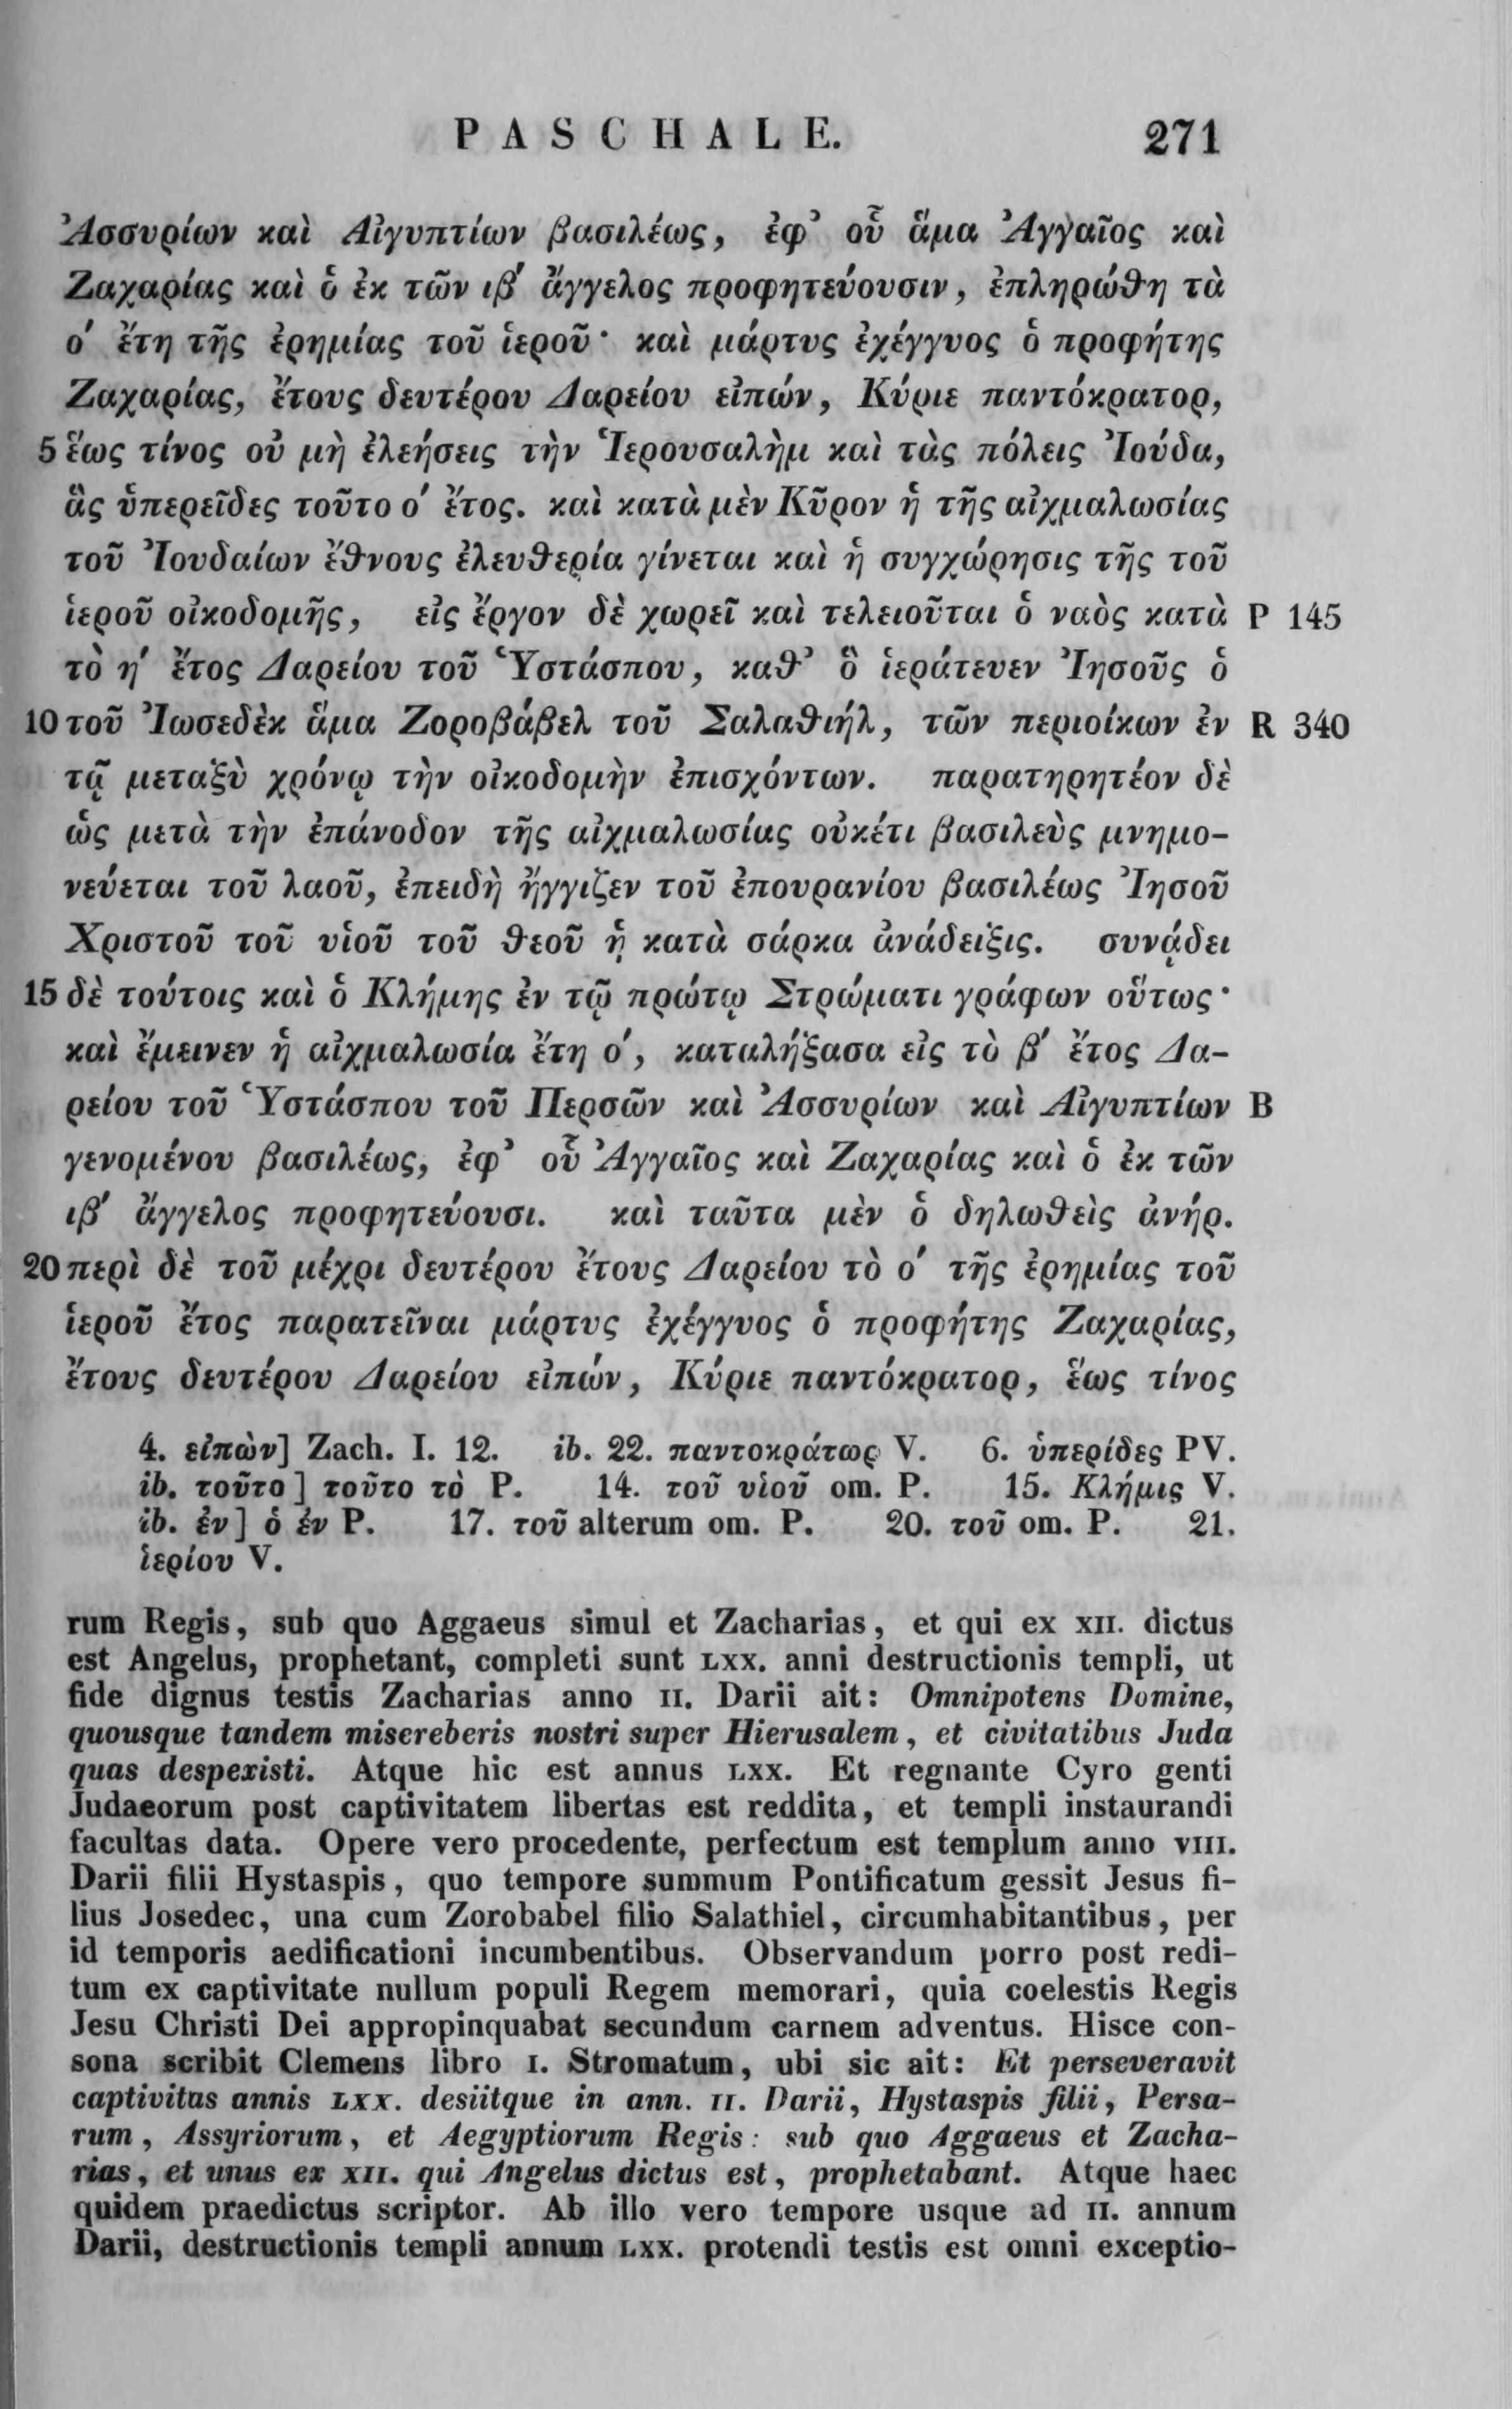 PASCHALE. 271
Ἀσσυρίων καὶ Αἰγυπτίων βασιλέως, ἐφ᾽ οὗ ἅμα Ἀγγαῖος καὶ
Ζαχαρίας καὶ ὁ ἐκ τῶν ιβ′ ἄγγελος προφητεύουσιν, ἐπληρώθη τὰ
ο′ ἔτη τῆς ἐρημίας τοῦ ἱεροῦ· καὶ μάρτυς ἐχέγγυος ὁ προφήτης
Ζαχαρίας, ἔτους δευτέρου Δαρείου εἰπών, Κύριε παντόκρατορ,
5 ἕως τίνος οὐ μὴ ἐλεήσεις τὴν Ἱερουσαλὴμ καὶ τὰς πόλεις Ἰούδα,
ἃς ὑπερεῖδες τοῦτο ο′ ἔτος. καὶ κατὰ μὲν Κῦρον ἡ τῆς αἰχμαλωσίας
τοῦ Ἰουδαίων ἔθνους ἐλευθερία γίνεται καὶ ἡ συγχώρησις τῆς τοῦ
ἱεροῦ οἰκοδομῆς, εἰς ἔργον δὲ χωρεῖ καὶ τελειοῦται ὁ ναὸς κατὰ P 145
τὸ η′ ἔτος Δαρείου τοῦ Ὑστάσπου, καθ᾽ ὃ ἱεράτευεν Ἰησοῦς ὁ
10 τοῦ Ἰωσεδὲκ ἅμα Ζοροβάβελ τοῦ Σαλαθιήλ, τῶν περιοίκων ἐν R 340
τῷ μεταξὺ χρόνῳ τὴν οἰκοδομὴν ἐπισχόντων. παρατηρητέον δὲ
ὡς μετὰ τὴν ἐπάνοδον τῆς αἰχμαλωσίας οὐκέτι βασιλεὺς μνημο-
νεύεται τοῦ λαοῦ, ἐπειδὴ ἤγγιζεν τοῦ ἐπουρανίου βασιλέως Ἰησοῦ
Χριστοῦ τοῦ υἱοῦ τοῦ θεοῦ ἡ κατὰ σάρκα ἀνάδειξις. συνᾴδει
15 δὲ τούτοις καὶ ὁ Κλήμης ἐν τῷ πρώτῳ Στρώματι γράφων οὕτως·
καὶ ἔμεινεν ἡ αἰχμαλωσία ἔτη ο′, καταλήξασα εἰς τὸ β′ ἔτος Δα-
ρείου τοῦ Ὑστάσπου τοῦ Περσῶν καὶ Ἀσσυρίων καὶ Αἰγυπτίων B
γενομένου βασιλέως, ἐφ᾽ οὗ Ἀγγαῖος καὶ Ζαχαρίας καὶ ὁ ἐκ τῶν
ιβ′ ἄγγελος προφητεύουσι. καὶ ταῦτα μὲν ὁ δηλωθεὶς ἀνήρ.
20 περὶ δὲ τοῦ μέχρι δευτέρου ἔτους Δαρείου τὸ ο′ τῆς ἐρημίας τοῦ
ἱεροῦ ἔτος παρατεῖναι μάρτυς ἐχέγγυος ὁ προφήτης Ζαχαρίας,
ἔτους δευτέρου Δαρείου εἰπών, Κύριε παντόκρατορ, ἕως τίνος
4. εἰπὼν] Zach. I. 12. ib. 22. παντοκράτωρ V. 6. ὑπερίδες PV.
ib. τοῦτο] τοῦτο τὸ P. 14. τοῦ υἱοῦ om. P. 15. Κλήμις V.
ib. ἐν] ὁ ἐν P. 17. τοῦ alterum om. P. 20. τοῦ om. P. 21.
ἱερίου V.
rum Regis, sub quo Aggaeus simul et Zacharias, et qui ex XII. dictus
est Angelus, prophetant, completi sunt LXX. anni destructionis templi, ut
fide dignus testis Zacharias anno II. Darii ait: Omnipotens Domine,
quousque tandem misereberis nostri super Hierusalem, et civitatibus Juda
quas despexisti. Atque hic est annus LXX. Et regnante Cyro genti
Judaeorum post captivitatem libertas est reddita, et templi instaurandi
facultas data. Opere vero procedente, perfectum est templum anno VIII.
Darii filii Hystaspis, quo tempore summum Pontificatum gessit Jesus fi-
lius Josedec, una cum Zorobabel filio Salathiel, circumhabitantibus, per
id temporis aedificationi incumbentibus. Observandum porro post redi-
tum ex captivitate nullum populi Regem memorari, quia coelestis Regis
Jesu Christi Dei appropinquabat secundum carnem adventus. Hisce con-
sona scribit Clemens libro I. Stromatum, ubi sic ait: Et perseveravit
captivitas annis LXX. desiitque in ann. II. Darii, Hystaspis filii, Persa-
rum, Assyriorum, et Aegyptiorum Regis: sub quo Aggaeus et Zacha-
rias, et unus ex XII. qui Angelus dictus est, prophetabant. Atque haec
quidem praedictus scriptor. Ab illo vero tempore usque ad II. annum
Darii, destructionis templi annum LXX. protendi testis est omni exceptio-